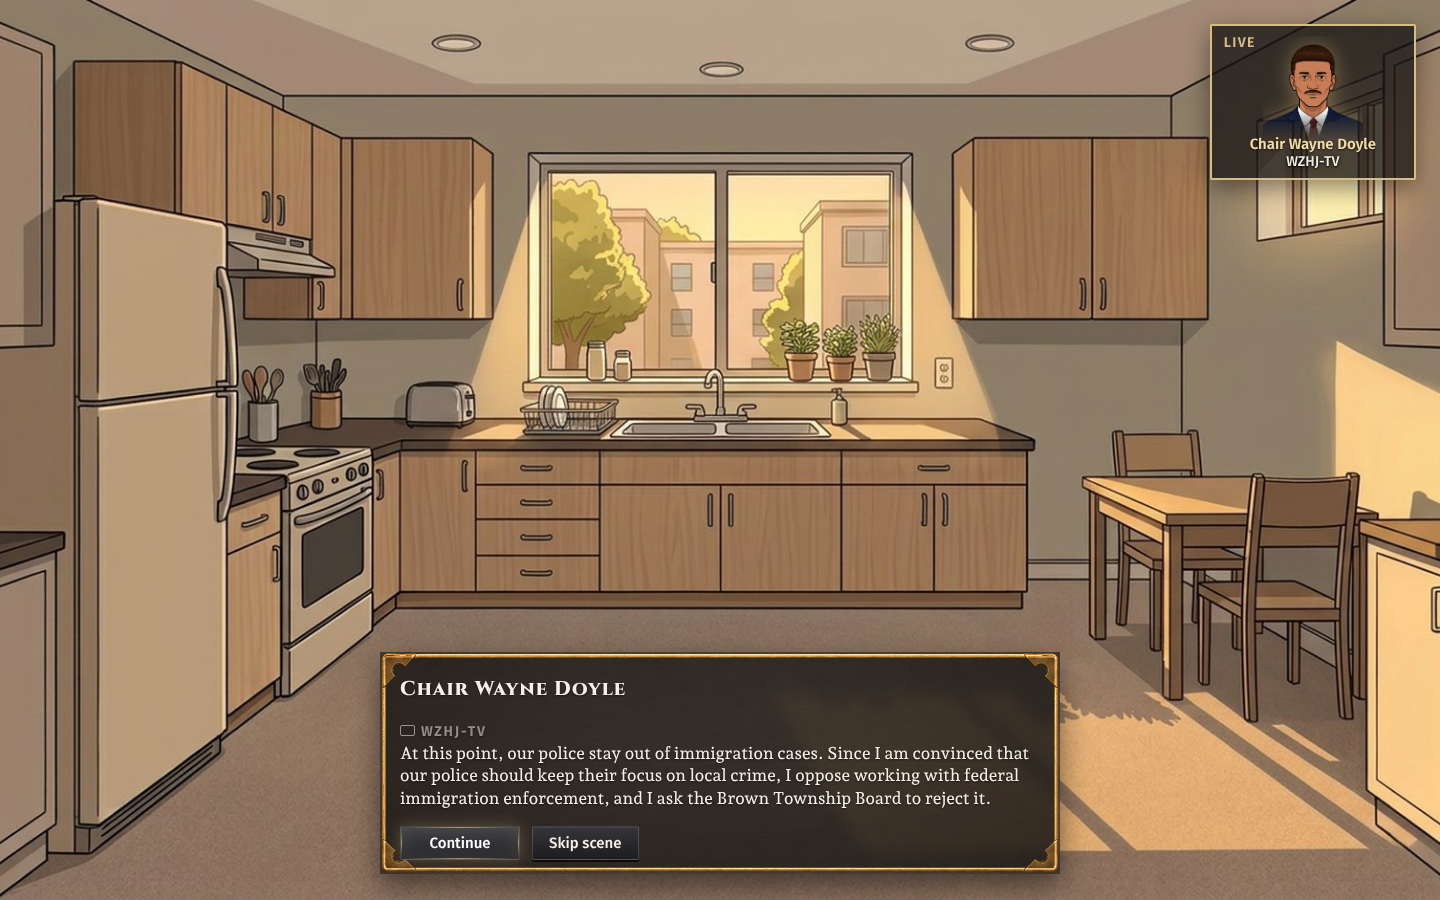 LIVE
Chair Wayne Doyle
WZHJ-TV
Chair Wayne Doyle
WZHJ-TV
At this point, our police stay out of immigration cases. Since I am convinced that
our police should keep their focus on local crime, I oppose working with federal
immigration enforcement, and I ask the Brown Township Board to reject it.
Continue
Skip scene